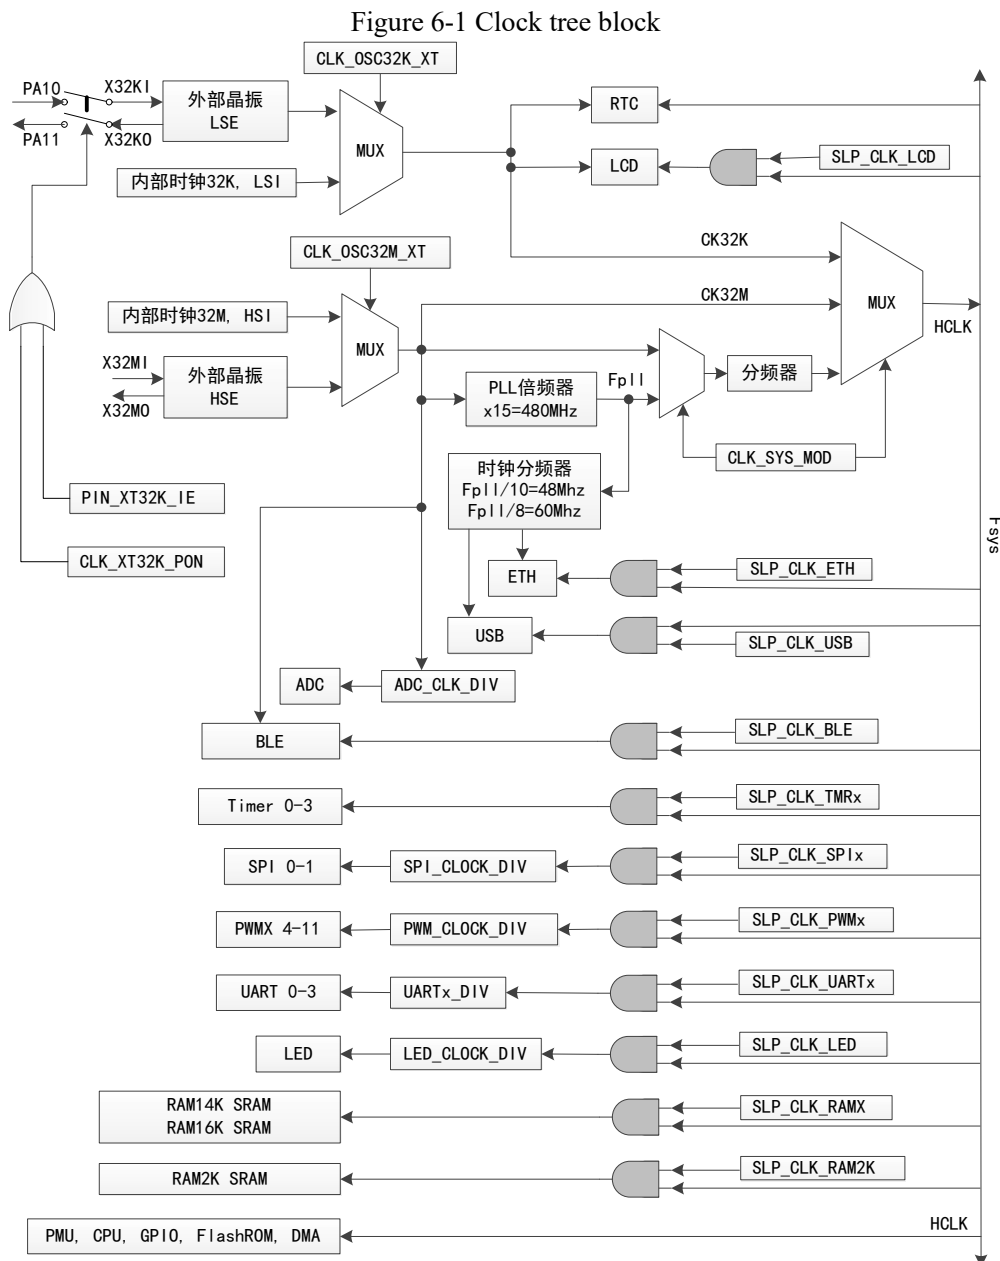 Figure 6-1 Clock tree block
CLK_OSC32K_XT
PA10
X32KI
外部晶振
LSE
PA11
X32KO
MUX
RTC
LCD
SLP_CLK_LCD
内部时钟32K, LSI
CLK_OSC32M_XT
CK32K
CK32M
内部时钟32M, HSI
MUX
MUX
HCLK
X32MI
外部晶振
HSE
X32MO
PLL倍频器
x15=480MHz
Fpll
分频器
CLK_SYS_MOD
时钟分频器
Fpll/10=48Mhz
Fpll/8=60Mhz
PIN_XT32K_IE
CLK_XT32K_PON
Fsys
ETH
SLP_CLK_ETH
USB
SLP_CLK_USB
ADC
ADC_CLK_DIV
BLE
SLP_CLK_BLE
Timer 0-3
SLP_CLK_TMRx
SPI 0-1
SPI_CLOCK_DIV
SLP_CLK_SPIx
PWMX 4-11
PWM_CLOCK_DIV
SLP_CLK_PWMx
UART 0-3
UARTx_DIV
SLP_CLK_UARTx
LED
LED_CLOCK_DIV
SLP_CLK_LED
RAM14K SRAM
RAM16K SRAM
SLP_CLK_RAMX
RAM2K SRAM
SLP_CLK_RAM2K
PMU, CPU, GPIO, FlashROM, DMA
HCLK